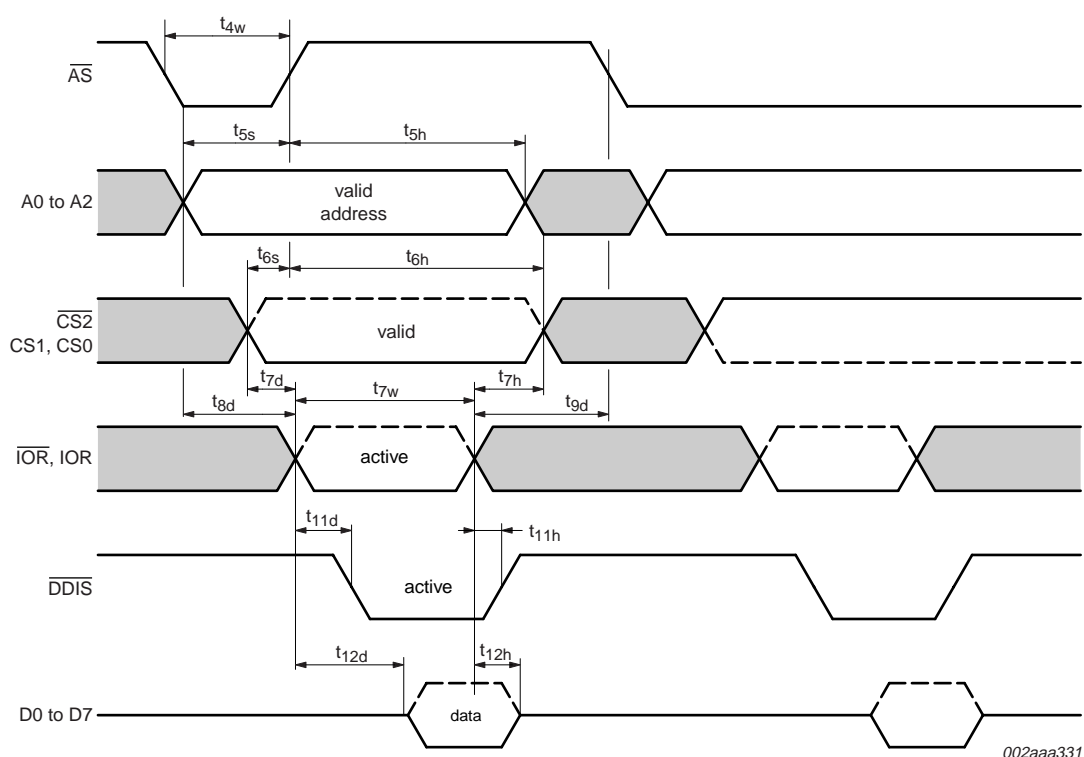 t4w
AS
t5s
t5h
A0 to A2
valid
address
t6s
t6h
CS2
CS1, CS0
valid
t7d
t7w
t7h
t8d
t9d
IOR, IOR
active
t11d
t11h
DDIS
active
t12d
t12h
D0 to D7
data
002aaa331